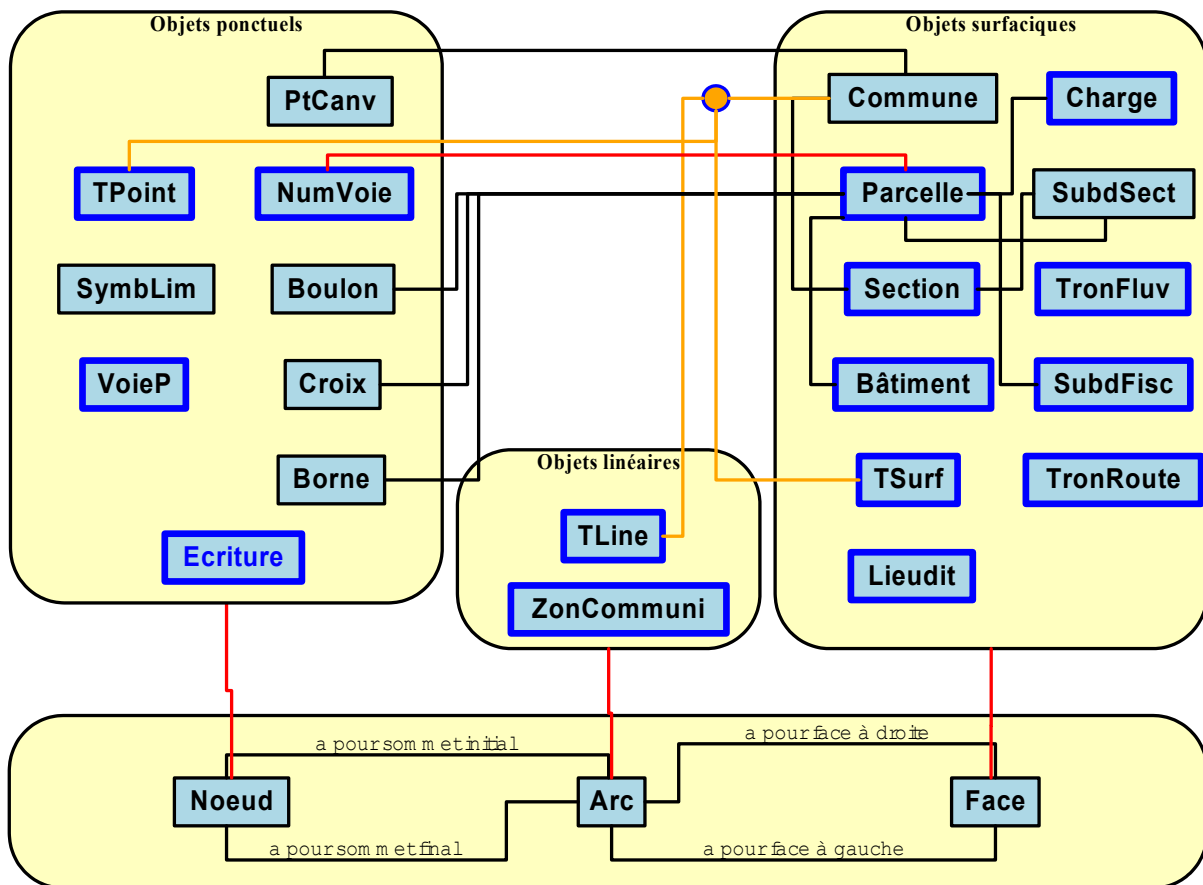 Objets ponctuels
Objets surfaciques
PtCanv
Commune
Charge
TPoint
NumVoie
Parcelle
SubdSect
SymbLim
Boulon
Section
TronFluv
VoieP
Croix
Bâtiment
SubdFisc
Objets linéaires
Borne
TSurf
TronRoute
TLine
Ecriture
Lieudit
ZonCommuni
a pour sommet initial
a pour face à droite
Noeud
Arc
Face
a pour sommet final
a pour face à gauche